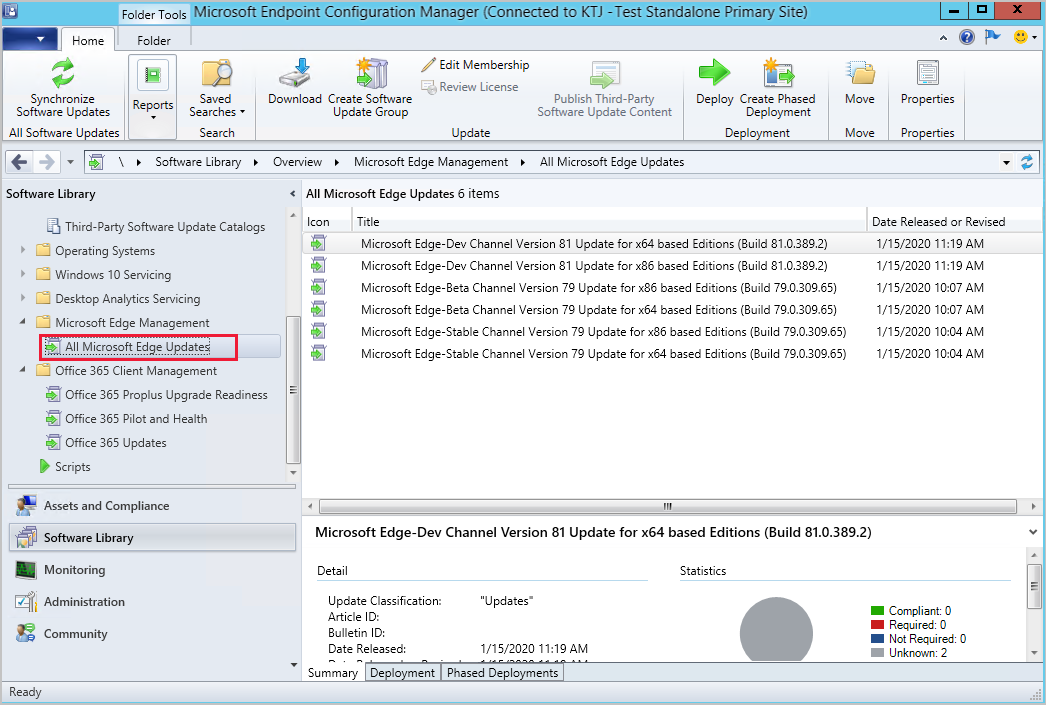 Folder Tools
Microsoft Endpoint Configuration Manager (Connected to KTJ -Test Standalone Primary Site)
Home
Folder
Synchronize
Software Updates
All Software Updates
Reports
Saved
Searches
Search
Download
Create Software
Update Group
Edit Membership
Review License
Publish Third-Party
Software Update Content
Update
Deploy
Create Phased
Deployment
Deployment
Move
Move
Properties
Properties
\ Software Library Overview Microsoft Edge Management All Microsoft Edge Updates
Software Library
Third-Party Software Update Catalogs
Operating Systems
Windows 10 Servicing
Desktop Analytics Servicing
Microsoft Edge Management
All Microsoft Edge Updates
Office 365 Client Management
Office 365 Proplus Upgrade Readiness
Office 365 Pilot and Health
Office 365 Updates
Scripts
Assets and Compliance
Software Library
Monitoring
Administration
Community
All Microsoft Edge Updates 6 items
Icon Title Date Released or Revised
Microsoft Edge-Dev Channel Version 81 Update for x64 based Editions (Build 81.0.389.2) 1/15/2020 11:19 AM
Microsoft Edge-Dev Channel Version 81 Update for x86 based Editions (Build 81.0.389.2) 1/15/2020 11:19 AM
Microsoft Edge-Beta Channel Version 79 Update for x86 based Editions (Build 79.0.309.65) 1/15/2020 10:07 AM
Microsoft Edge-Beta Channel Version 79 Update for x64 based Editions (Build 79.0.309.65) 1/15/2020 10:07 AM
Microsoft Edge-Stable Channel Version 79 Update for x86 based Editions (Build 79.0.309.65) 1/15/2020 10:04 AM
Microsoft Edge-Stable Channel Version 79 Update for x64 based Editions (Build 79.0.309.65) 1/15/2020 10:04 AM
Microsoft Edge-Dev Channel Version 81 Update for x64 based Editions (Build 81.0.389.2)
Detail
Update Classification: "Updates"
Article ID:
Bulletin ID:
Date Released: 1/15/2020 11:19 AM
Statistics
Compliant: 0
Required: 0
Not Required: 0
Unknown: 2
Summary
Deployment
Phased Deployments
Ready